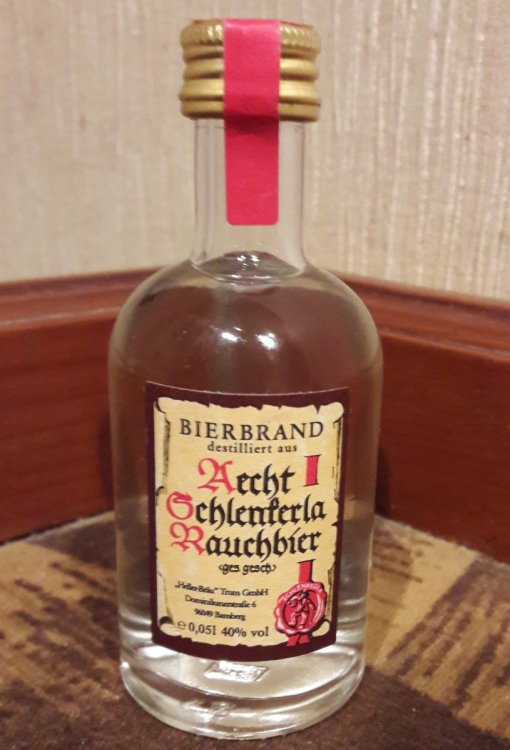 BIERBRAND
destilliert aus
Aecht
Schlenkerla
Rauchbier
ges. gesch.
„Heller-Bräu" Trum GmbH
Dominikanerstraße 6
96049 Bamberg
e 0,05l 40% vol
SCHLENKERLA